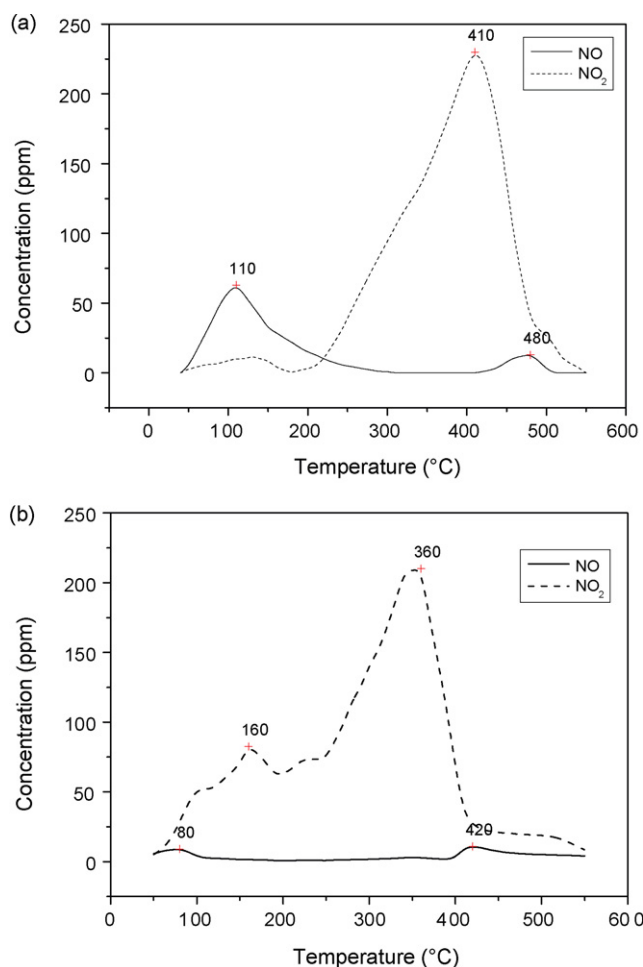 (a)
250
200
150
100
50
0
Concentration (ppm)
110
410
480
NO
NO₂
0 100 200 300 400 500 600
Temperature (°C)
(b)
250
200
150
100
50
0
Concentration (ppm)
80
160
360
420
NO
NO₂
0 100 200 300 400 500 600 0
Temperature (°C)